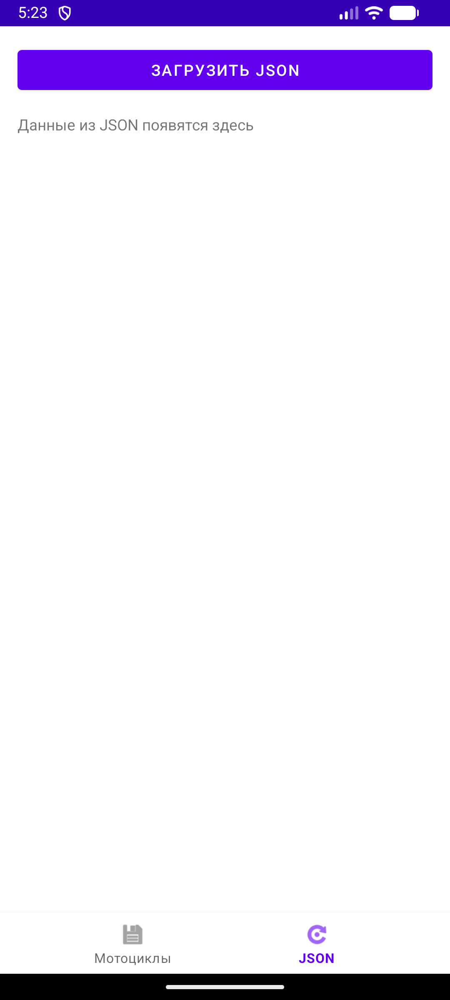 5:23
ЗАГРУЗИТЬ JSON
Данные из JSON появятся здесь
Мотоциклы
JSON